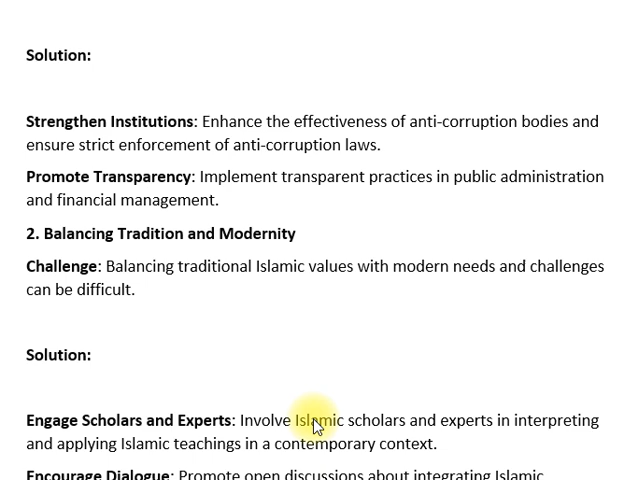 Solution:
Strengthen Institutions: Enhance the effectiveness of anti-corruption bodies and
ensure strict enforcement of anti-corruption laws.
Promote Transparency: Implement transparent practices in public administration
and financial management.
2. Balancing Tradition and Modernity
Challenge: Balancing traditional Islamic values with modern needs and challenges
can be difficult.
Solution:
Engage Scholars and Experts: Involve Islamic scholars and experts in interpreting
and applying Islamic teachings in a contemporary context.
Encourage Dialogue: Promote open discussions about integrating Islamic